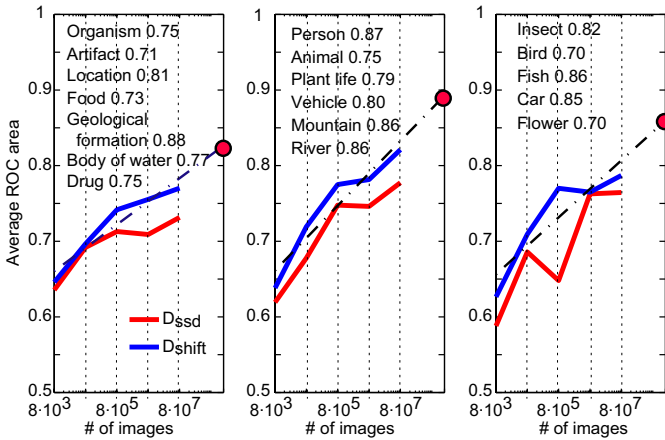 Average ROC area
1
0.9
0.8
0.7
0.6
0.5
Organism 0.75
Artifact 0.71
Location 0.81
Food 0.73
Geological
formation 0.88
Body of water 0.77
Drug 0.75
Dssd
Dshift
8·10³ 8·10⁵ 8·10⁷
# of images
1
0.9
0.8
0.7
0.6
0.5
Person 0.87
Animal 0.75
Plant life 0.79
Vehicle 0.80
Mountain 0.86
River 0.86
8·10³ 8·10⁵ 8·10⁷
# of images
1
0.9
0.8
0.7
0.6
0.5
Insect 0.82
Bird 0.70
Fish 0.86
Car 0.85
Flower 0.70
8·10³ 8·10⁵ 8·10⁷
# of images